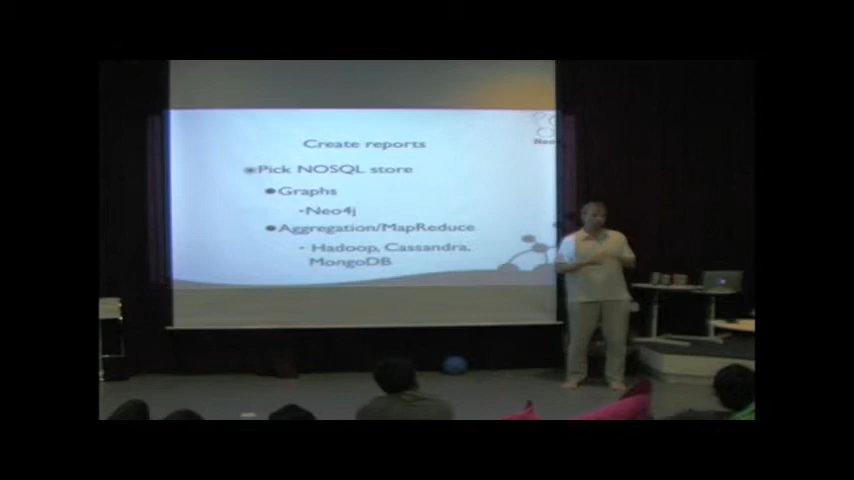 Create reports
Pick NOSQL store
Graphs
-Neo4j
Aggregation/MapReduce
- Hadoop, Cassandra,
MongoDB